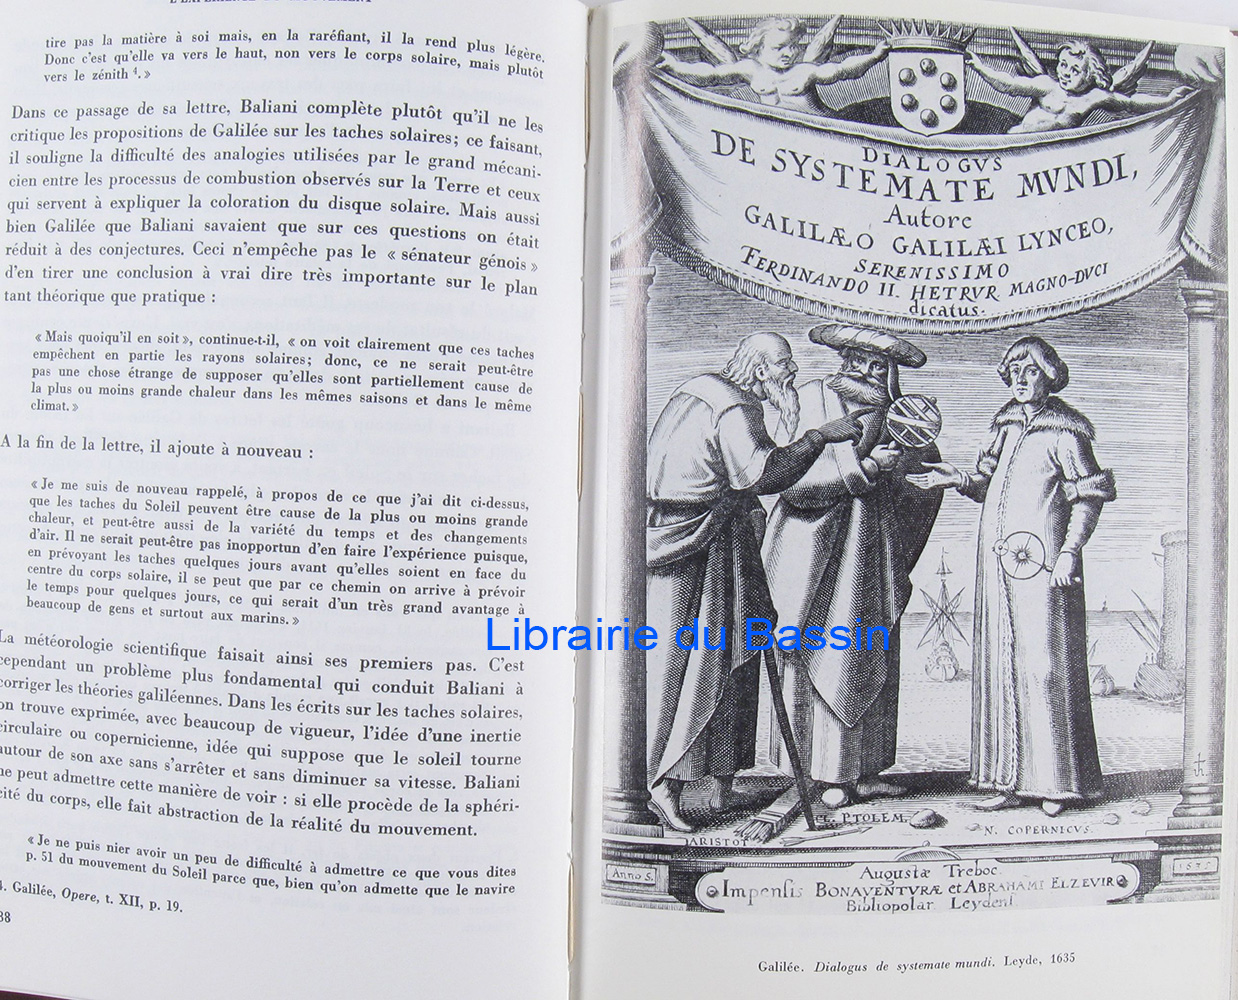 L'EXPÉRIENCE DU MOUVEMENT
tire pas la matière à soi mais, en la raréfiant, il la rend plus légère.
Donc c'est qu'elle va vers le haut, non vers le corps solaire, mais plutôt
vers le zénith 4. »
Dans ce passage de sa lettre, Baliani complète plutôt qu'il ne les
critique les propositions de Galilée sur les taches solaires; ce faisant,
il souligne la difficulté des analogies utilisées par le grand mécani-
cien entre les processus de combustion observés sur la Terre et ceux
qui servent à expliquer la coloration du disque solaire. Mais aussi
bien Galilée que Baliani savaient que sur ces questions on était
réduit à des conjectures. Ceci n'empêche pas le « sénateur génois »
d'en tirer une conclusion à vrai dire très importante sur le plan
tant théorique que pratique :
« Mais quoiqu'il en soit », continue-t-il, « on voit clairement que ces taches
empêchent en partie les rayons solaires; donc, ce ne serait peut-être
pas une chose étrange de supposer qu'elles sont partiellement cause de
la plus ou moins grande chaleur dans les mêmes saisons et dans le même
climat. »
A la fin de la lettre, il ajoute à nouveau :
« Je me suis de nouveau rappelé, à propos de ce que j'ai dit ci-dessus,
que les taches du Soleil peuvent être cause de la plus ou moins grande
chaleur, et peut-être aussi de la variété du temps et des changements
d'air. Il ne serait peut-être pas inopportun d'en faire l'expérience puisque,
en prévoyant les taches quelques jours avant qu'elles soient en face du
centre du corps solaire, il se peut que par ce chemin on arrive à prévoir
le temps pour quelques jours, ce qui serait d'un très grand avantage à
beaucoup de gens et surtout aux marins. »
La météorologie scientifique faisait ainsi ses premiers pas. C'est
cependant un problème plus fondamental qui conduit Baliani à
corriger les théories galiléennes. Dans les écrits sur les taches solaires,
on trouve exprimée, avec beaucoup de vigueur, l'idée d'une inertie
circulaire ou copernicienne, idée qui suppose que le soleil tourne
autour de son axe sans s'arrêter et sans diminuer sa vitesse. Baliani
ne peut admettre cette manière de voir : si elle procède de la sphéri-
cité du corps, elle fait abstraction de la réalité du mouvement.
« Je ne puis nier avoir un peu de difficulté à admettre ce que vous dites
p. 51 du mouvement du Soleil parce que, bien qu'on admette que le navire
4. Galilée, Opere, t. XII, p. 19.
38
DIALOGVS
DE SYSTEMATE MVNDI,
Autore
GALILÆO GALILÆI LYNCEO,
SERENISSIMO
FERDINANDO II. HETRVR. MAGNO-DVCI
dicatus.
CL. PTOLEM.
ARISTOT
N. COPERNICVS.
Anno S.
1635
Augustæ Treboc.
Impensis BONAVENTVRÆ et ABRAHAMI ELZEVIR
Bibliopolar. Leydens.
Galilée. Dialogus de systemate mundi. Leyde, 1635
Librairie du Bassin